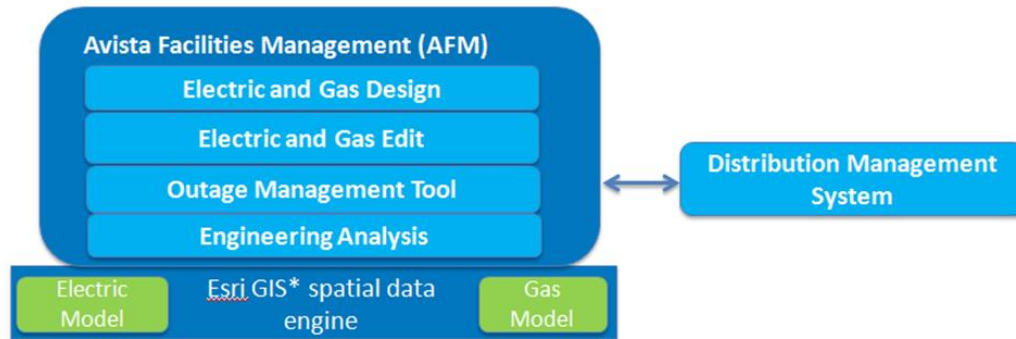 Avista Facilities Management (AFM)
Electric and Gas Design
Electric and Gas Edit
Outage Management Tool
Engineering Analysis
Distribution Management
System
Electric
Model
Esri GIS* spatial data
engine
Gas
Model